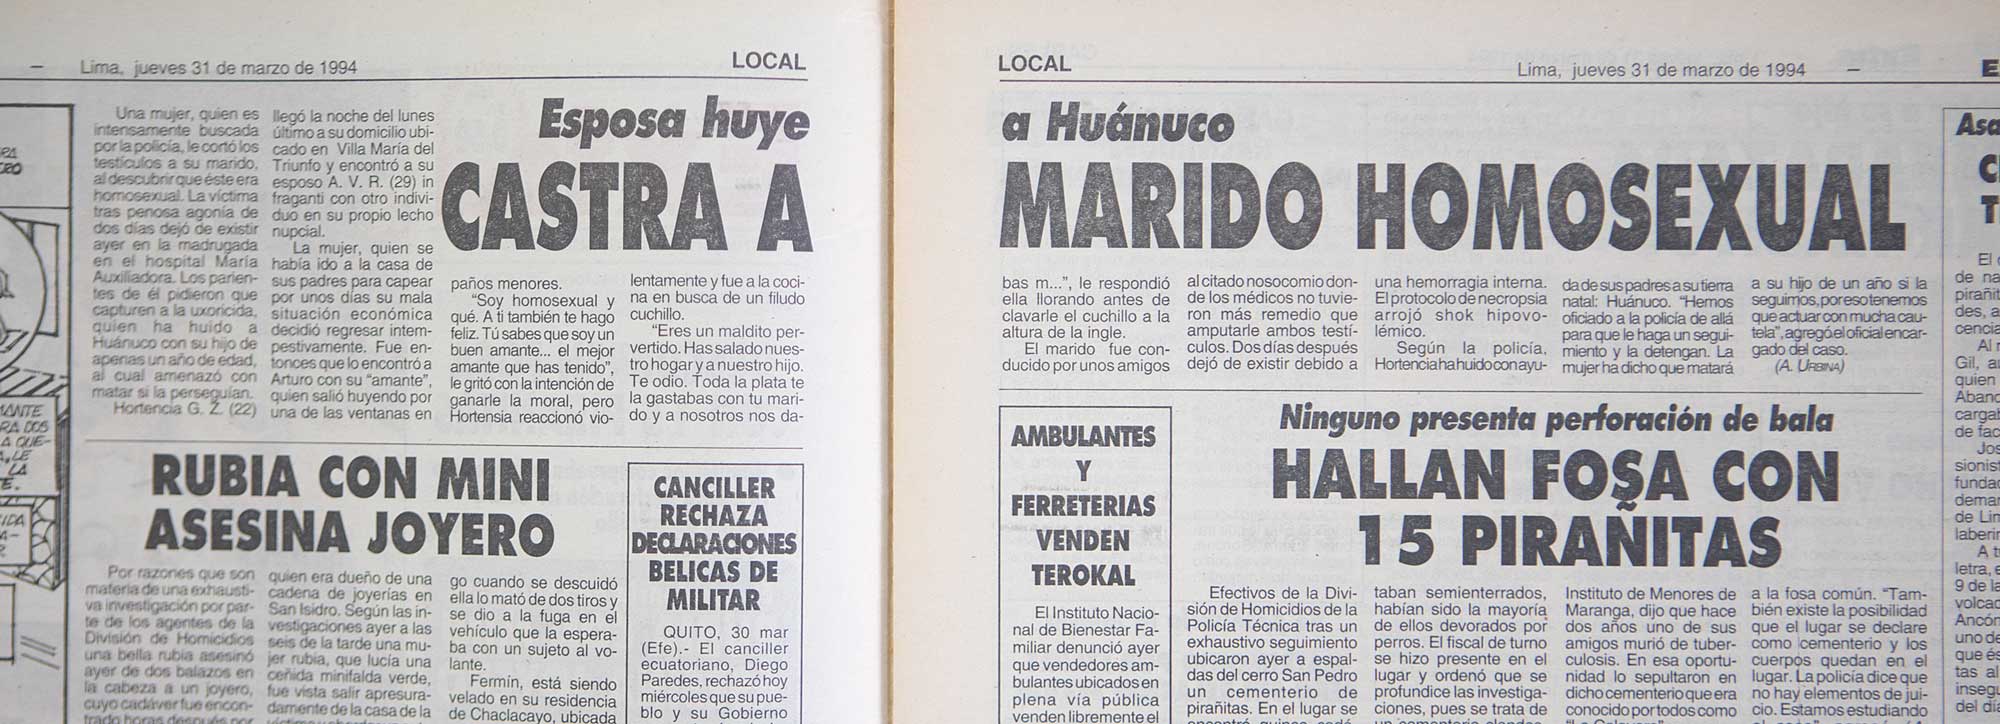 Lima, jueves 31 de marzo de 1994
LOCAL
Esposa huye
CASTRA A
Una mujer, quien es
intensamente buscada
por la policía, le cortó los
testículos a su marido,
al descubrir que éste era
homosexual. La víctima
tras penosa agonía de
dos días dejó de existir
ayer en la madrugada
en el hospital María
Auxiliadora. Los parien-
tes de él pidieron que
capturen a la uxoricida,
quien ha huido a
Huánuco con su hijo de
apenas un año de edad,
al cual amenazó con
matar si la perseguían.
Hortencia G. Z. (22)
llegó la noche del lunes
último a su domicilio ubi-
cado en Villa María del
Triunfo y encontró a su
esposo A. V. R. (29) in
fraganti con otro indivi-
duo en su propio lecho
nupcial.
La mujer, quien se
había ido a la casa de
sus padres para capear
por unos días su mala
situación económica
decidió regresar intem-
pestivamente. Fue en-
tonces que lo encontró a
Arturo con su "amante",
quien salió huyendo por
una de las ventanas en
paños menores.
"Soy homosexual y
qué. A ti también te hago
feliz. Tú sabes que soy un
buen amante... el mejor
amante que has tenido",
le gritó con la intención de
ganarle la moral, pero
Hortensia reaccionó vio-
lentamente y fue a la coci-
na en busca de un filudo
cuchillo.
"Eres un maldito per-
vertido. Has salado nues-
tro hogar y a nuestro hijo.
Te odio. Toda la plata te
la gastabas con tu mari-
do y a nosotros nos da-
RUBIA CON MINI
ASESINA JOYERO
Por razones que son
materia de una exhausti-
va investigación por par-
te de los agentes de la
División de Homicidios
una bella rubia asesinó
ayer de dos balazos en
la cabeza a un joyero,
cuyo cadáver fue encon-
trado horas después por
quien era dueño de una
cadena de joyerías en
San Isidro. Según las in-
vestigaciones ayer a las
seis de la tarde una mu-
jer rubia, que lucía una
ceñida minifalda verde,
fue vista salir apresura-
damente de la casa de la
go cuando se descuidó
ella lo mató de dos tiros y
se dio a la fuga en el
vehículo que la espera-
ba con un sujeto al vo-
lante.
Fermín, está siendo
velado en su residencia
de Chaclacayo, ubicada
CANCILLER
RECHAZA
DECLARACIONES
BELICAS DE
MILITAR
QUITO, 30 mar
(Efe).- El canciller
ecuatoriano, Diego
Paredes, rechazó hoy
miércoles que su pue-
blo y su Gobierno
LOCAL
Lima, jueves 31 de marzo de 1994
a Huánuco
MARIDO HOMOSEXUAL
bas m...", le respondió
ella llorando antes de
clavarle el cuchillo a la
altura de la ingle.
El marido fue con-
ducido por unos amigos
al citado nosocomio don-
de los médicos no tuvie-
ron más remedio que
amputarle ambos testí-
culos. Dos días después
dejó de existir debido a
una hemorragia interna.
El protocolo de necropsia
arrojó shok hipovo-
lémico.
Según la policía,
Hortencia ha huido con ayu-
da de sus padres a su tierra
natal; Huánuco. "Hemos
oficiado a la policía de allá
para que le haga un segui-
miento y la detengan. La
mujer ha dicho que matará
a su hijo de un año si la
seguimos, por eso tenemos
que actuar con mucha cau-
tela", agregó el oficial encar-
gado del caso.
(A. URBINA)
AMBULANTES
Y
FERRETERIAS
VENDEN
TEROKAL
El Instituto Nacio-
nal de Bienestar Fa-
miliar denunció ayer
que vendedores am-
bulantes ubicados en
plena vía pública
venden libremente el
Ninguno presenta perforación de bala
HALLAN FOSA CON
15 PIRAÑITAS
Efectivos de la Divi-
sión de Homicidios de la
Policía Técnica tras un
exhaustivo seguimiento
ubicaron ayer a espal-
das del cerro San Pedro
un cementerio de
pirañitas. En el lugar se
taban semienterrados,
habían sido la mayoría
de ellos devorados por
perros. El fiscal de turno
se hizo presente en el
lugar y ordenó que se
profundice las investiga-
ciones, pues se trata de
Instituto de Menores de
Maranga, dijo que hace
dos años uno de sus
amigos murió de tuber-
culosis. En esa oportu-
nidad lo sepultaron en
dicho cementerio que era
conocido por todos como
a la fosa común. "Tam-
bién existe la posibilidad
que el lugar se declare
como cementerio y los
cuerpos quedan en el
lugar. La policía dice que
no hay elementos de jui-
cio. Estamos estudiando